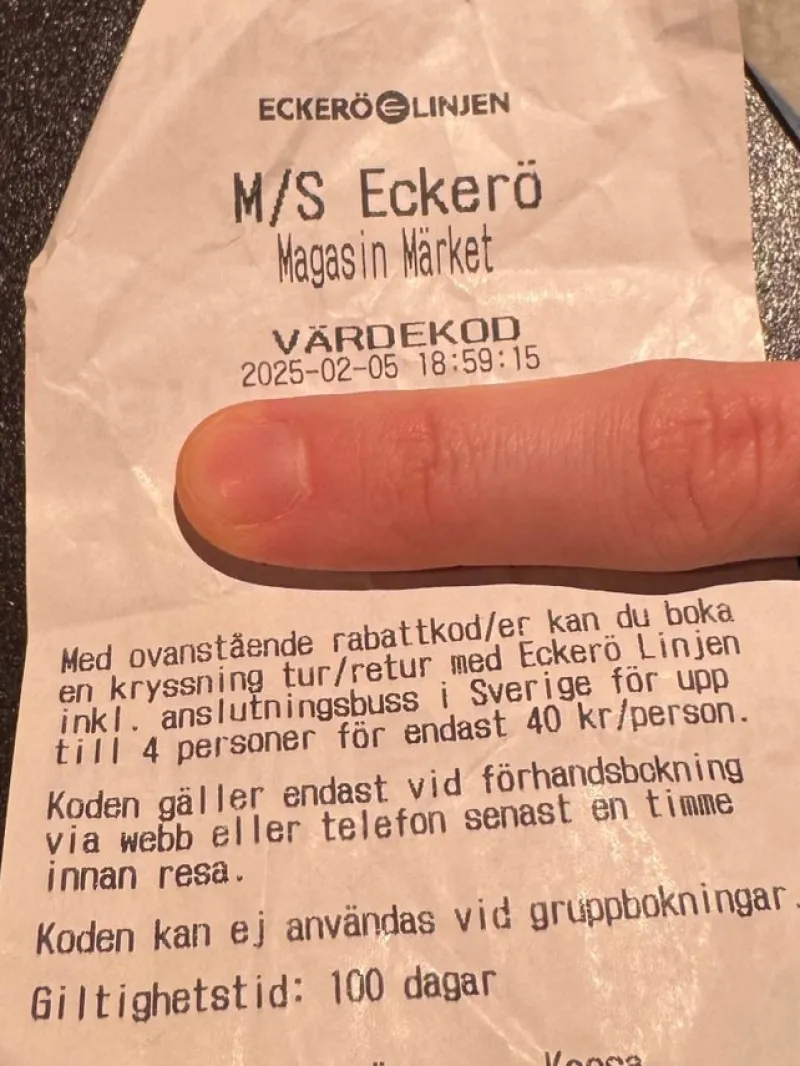 ECKERÖ LINJEN
M/S Eckerö
Magasin Märket
VÄRDEKOD
2025-02-05 18:59:15
Med ovanstående rabattkod/er kan du boka
en kryssning tur/retur med Eckerö Linjen
inkl. anslutningsbuss i Sverige för upp
till 4 personer för endast 40 kr/person.
Koden gäller endast vid förhandsbokning
via webb eller telefon senast en timme
innan resa.
Koden kan ej användas vid gruppbokningar.
Giltighetstid: 100 dagar